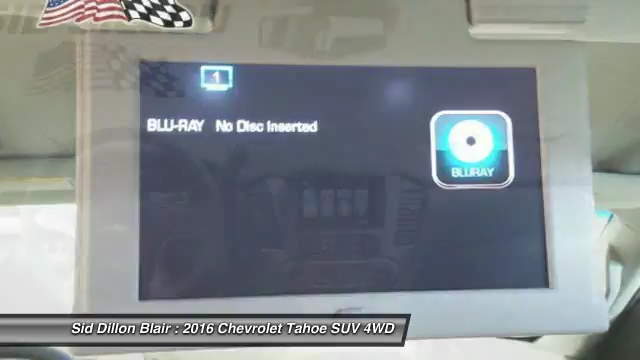 1
BLU-RAY No Disc Inserted
BLURAY
Sid Dillon Blair : 2016 Chevrolet Tahoe SUV 4WD